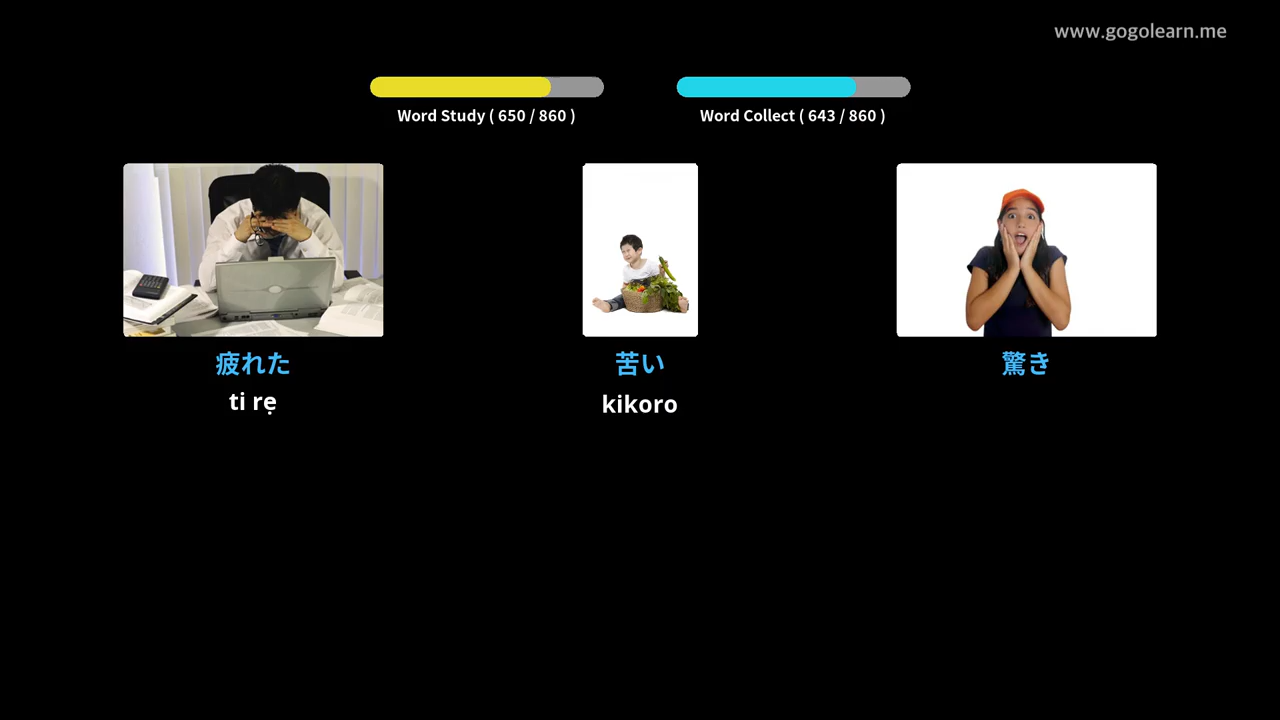 www.gogolearn.me
Word Study ( 650 / 860 )
Word Collect ( 643 / 860 )
疲れた
苦い
驚き
ti rẹ
kikoro